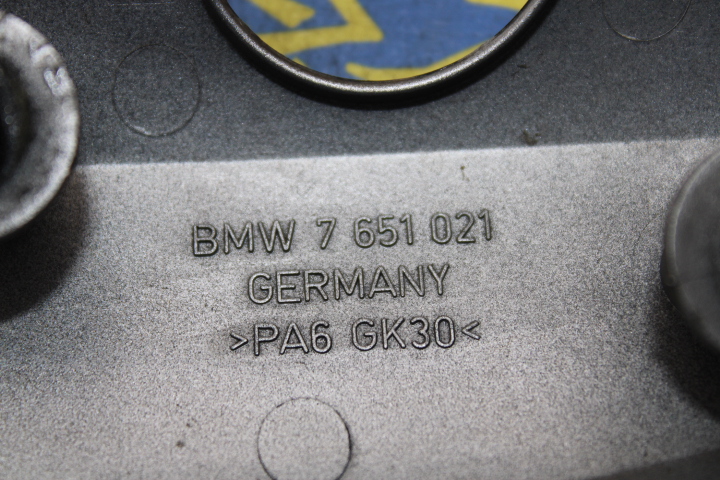 BMW 7 651 021
GERMANY
>PA6 GK30<